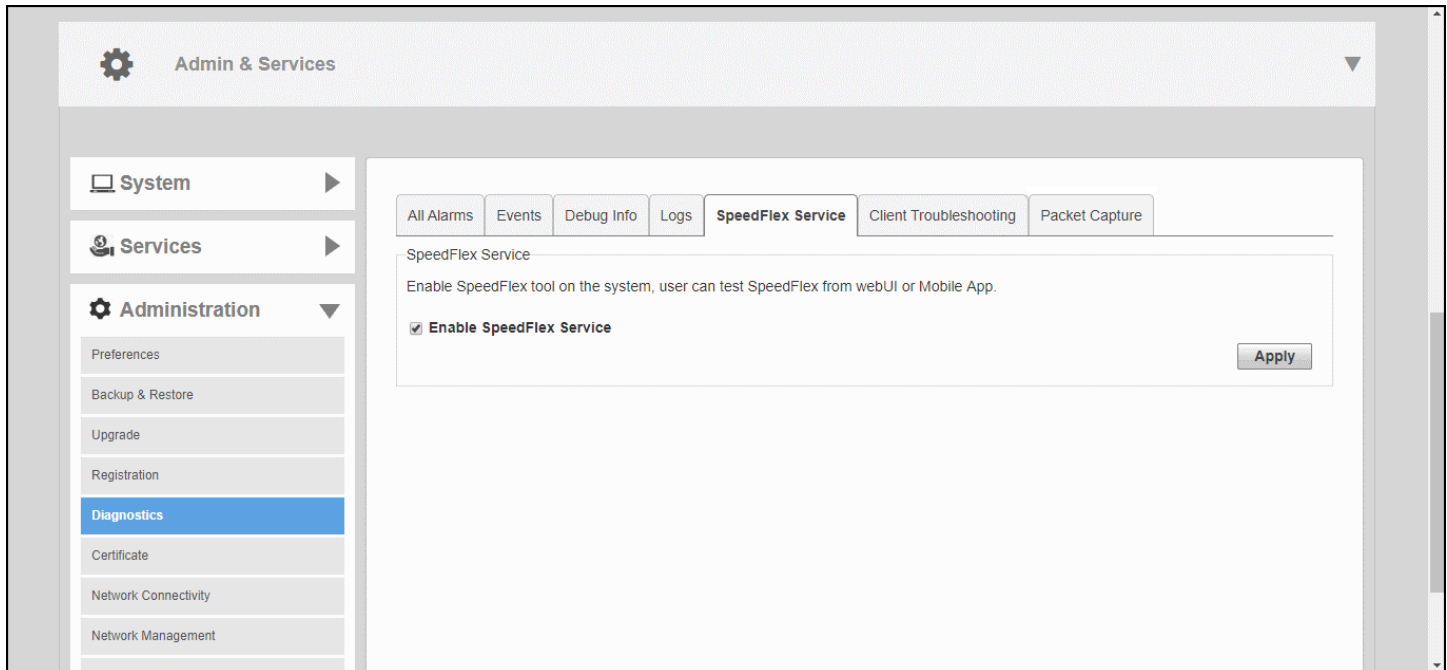 Admin & Services
System
Services
Administration
Preferences
Backup & Restore
Upgrade
Registration
Diagnostics
Certificate
Network Connectivity
Network Management
All Alarms Events Debug Info Logs SpeedFlex Service Client Troubleshooting Packet Capture
SpeedFlex Service
Enable SpeedFlex tool on the system, user can test SpeedFlex from webUI or Mobile App.
Enable SpeedFlex Service
Apply